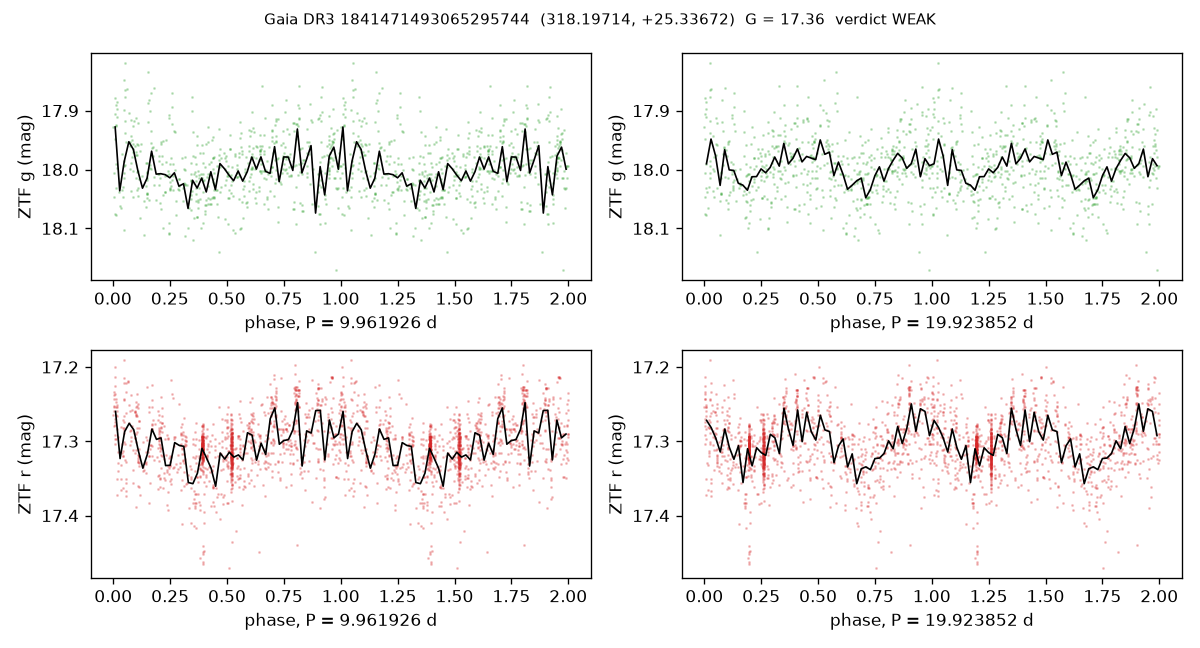 Gaia DR3 1841471493065295744 (318.19714, +25.33672) G = 17.36 verdict WEAK
ZTF g (mag)
17.9
18.0
18.1
0.00 0.25 0.50 0.75 1.00 1.25 1.50 1.75 2.00
phase, P = 9.961926 d
ZTF g (mag)
17.9
18.0
18.1
0.00 0.25 0.50 0.75 1.00 1.25 1.50 1.75 2.00
phase, P = 19.923852 d
ZTF r (mag)
17.2
17.3
17.4
0.00 0.25 0.50 0.75 1.00 1.25 1.50 1.75 2.00
phase, P = 9.961926 d
ZTF r (mag)
17.2
17.3
17.4
0.00 0.25 0.50 0.75 1.00 1.25 1.50 1.75 2.00
phase, P = 19.923852 d